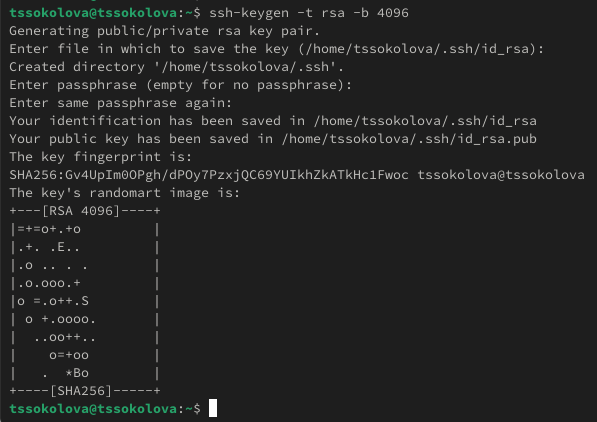 tssokolova@tssokolova:~$ ssh-keygen -t rsa -b 4096
Generating public/private rsa key pair.
Enter file in which to save the key (/home/tssokolova/.ssh/id_rsa):
Created directory '/home/tssokolova/.ssh'.
Enter passphrase (empty for no passphrase):
Enter same passphrase again:
Your identification has been saved in /home/tssokolova/.ssh/id_rsa
Your public key has been saved in /home/tssokolova/.ssh/id_rsa.pub
The key fingerprint is:
SHA256:Gv4UpIm0OPgh/dPOy7PzxjQC69YUIkhZkATkHc1Fwoc tssokolova@tssokolova
The key's randomart image is:
+---[RSA 4096]----+
|=+=o+.+o         |
|.+. .E..         |
|.o .. . .        |
|.o.ooo.+         |
|o =.o++.S        |
| o +.oooo.       |
|  ..oo++..       |
|    o=+oo        |
|   .  *Bo        |
+----[SHA256]-----+
tssokolova@tssokolova:~$